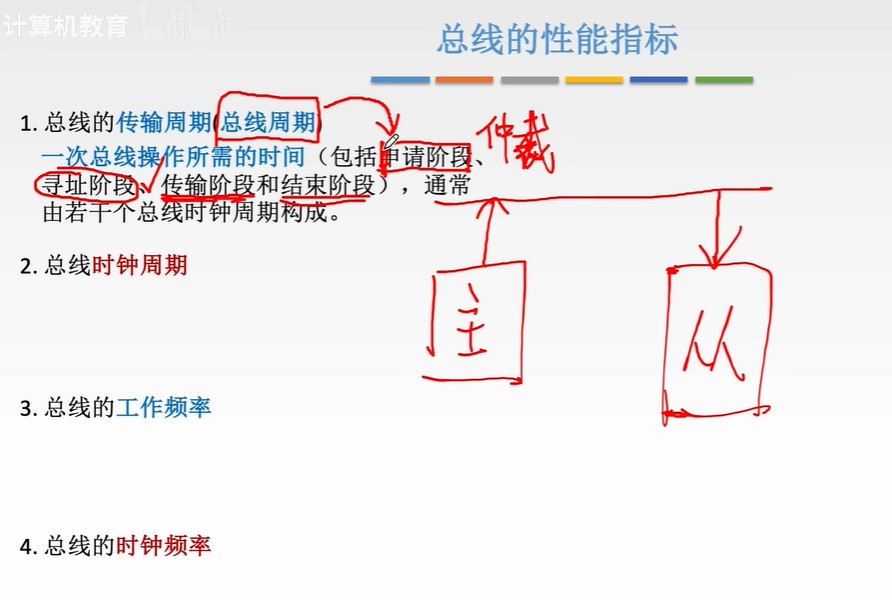 计算机教育
总线的性能指标
1. 总线的传输周期(总线周期)
一次总线操作所需的时间（包括申请阶段、
仲裁
寻址阶段、传输阶段和结束阶段），通常
由若干个总线时钟周期构成。
2. 总线时钟周期
主
从
3. 总线的工作频率
4. 总线的时钟频率